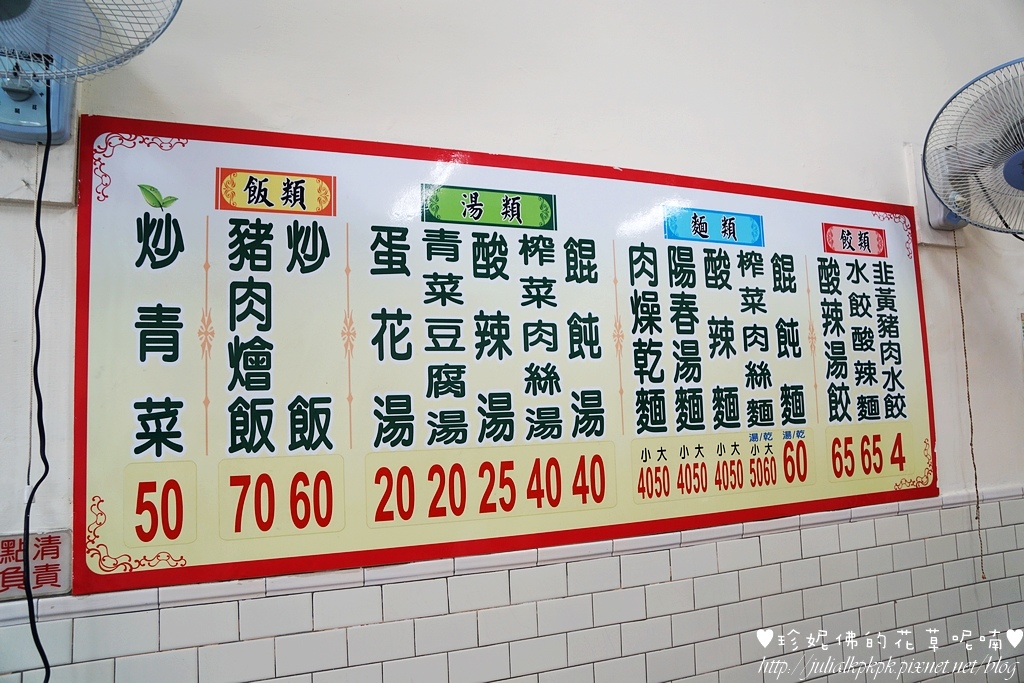 餃類
韭黃豬肉水餃
4
水餃酸辣麵
65
酸辣湯餃
65
麵類
餛飩麵
湯/乾
60
榨菜肉絲麵
湯/乾
小大
5060
酸辣麵
小大
4050
陽春湯麵
小大
4050
肉燥乾麵
小大
4050
湯類
餛飩湯
40
榨菜肉絲湯
40
酸辣湯
25
青菜豆腐湯
20
蛋花湯
20
飯類
炒飯
60
豬肉燴飯
70
炒青菜
50
清責
點食
♥珍妮佛的花草呢喃♥
http://julialkpkpk.pixnet.net/blog